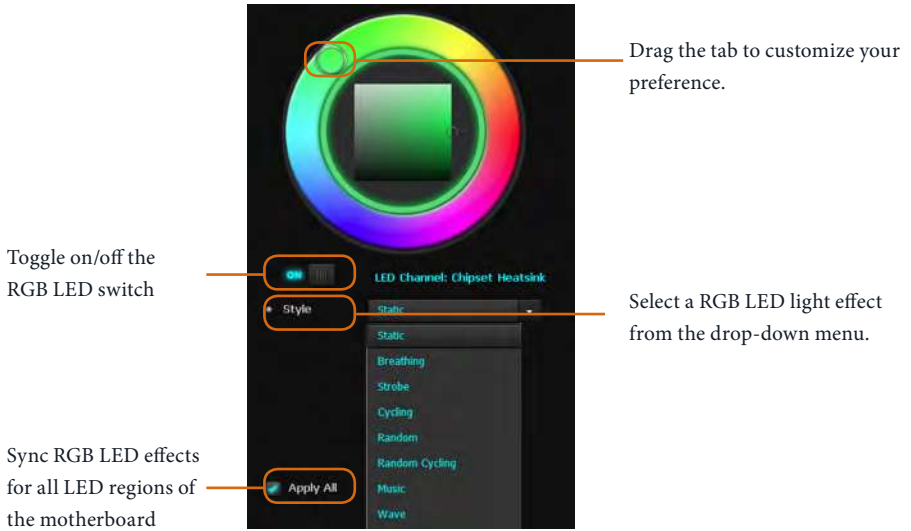 Drag the tab to customize your
preference.
Toggle on/off the
RGB LED switch
ON
LED Channel: Chipset Heatsink
Style
Static
Select a RGB LED light effect
from the drop-down menu.
Static
Breathing
Strobe
Cycling
Random
Random Cycling
Music
Wave
Sync RGB LED effects
for all LED regions of
the motherboard
Apply All